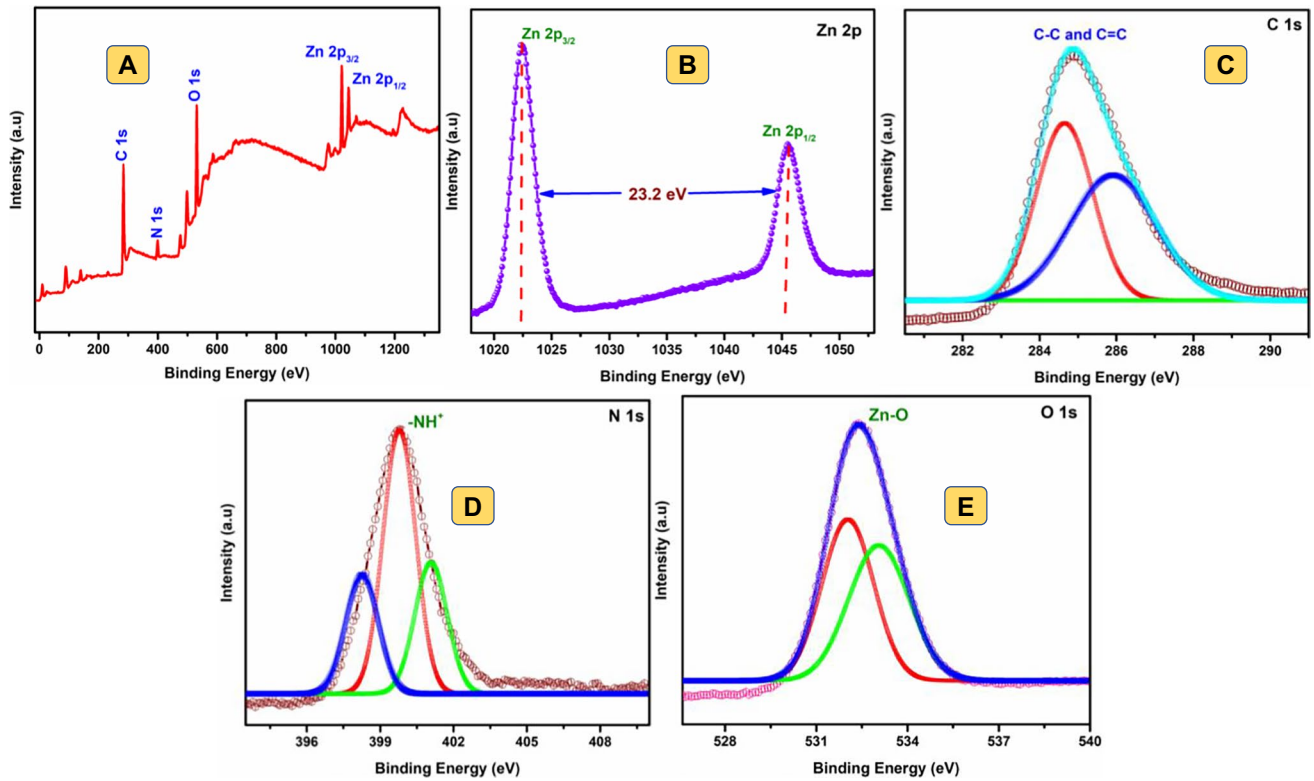 A
Zn 2p3/2
Zn 2p1/2
O 1s
C 1s
N 1s
Intensity (a.u)
0 200 400 600 800 1000 1200
Binding Energy (eV)
B
Zn 2p
Zn 2p3/2
Zn 2p1/2
23.2 eV
Intensity (a.u)
1020 1025 1030 1035 1040 1045 1050
Binding Energy (eV)
C
C 1s
C-C and C=C
Intensity (a.u)
282 284 286 288 290
Binding Energy (eV)
D
N 1s
-NH+
Intensity (a.u)
396 399 402 405 408
Binding Energy (eV)
E
O 1s
Zn-O
Intensity (a.u)
528 531 534 537 540
Binding Energy (eV)